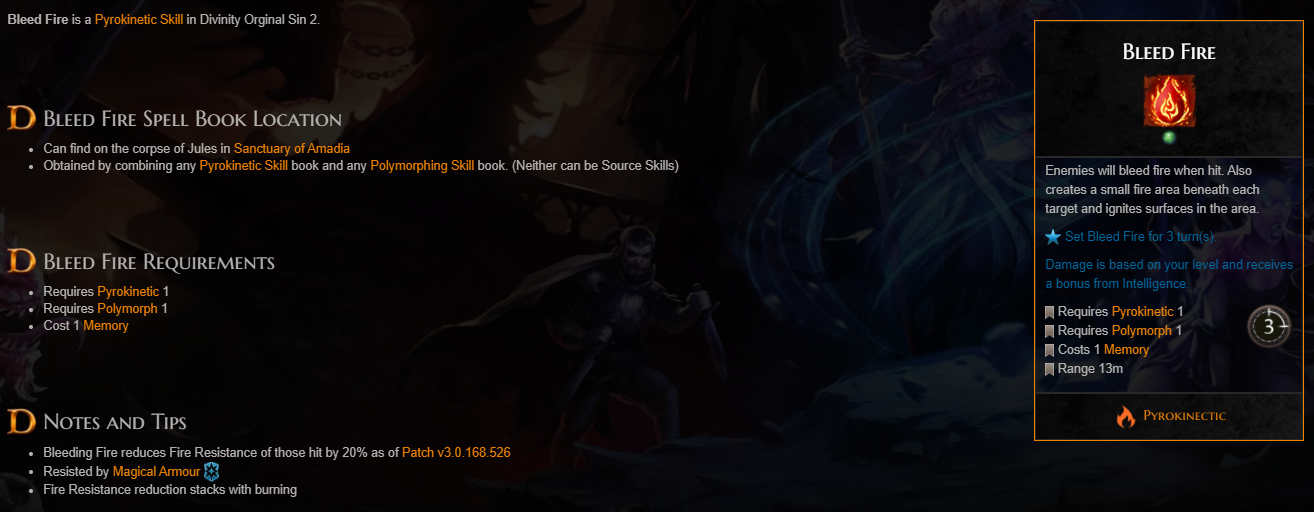 Bleed Fire is a Pyrokinetic Skill in Divinity Orginal Sin 2.
Bleed Fire Spell Book Location
Can find on the corpse of Jules in Sanctuary of Amadia
Obtained by combining any Pyrokinetic Skill book and any Polymorphing Skill book. (Neither can be Source Skills)
Bleed Fire Requirements
Requires Pyrokinetic 1
Requires Polymorph 1
Cost 1 Memory
Notes and Tips
Bleeding Fire reduces Fire Resistance of those hit by 20% as of Patch v3.0.168.526
Resisted by Magical Armour
Fire Resistance reduction stacks with burning
Bleed Fire
Enemies will bleed fire when hit. Also
creates a small fire area beneath each
target and ignites surfaces in the area.
Set Bleed Fire for 3 turn(s).
Damage is based on your level and receives
a bonus from Intelligence.
Requires Pyrokinetic 1
Requires Polymorph 1
Costs 1 Memory
Range 13m
3
Pyrokinectic